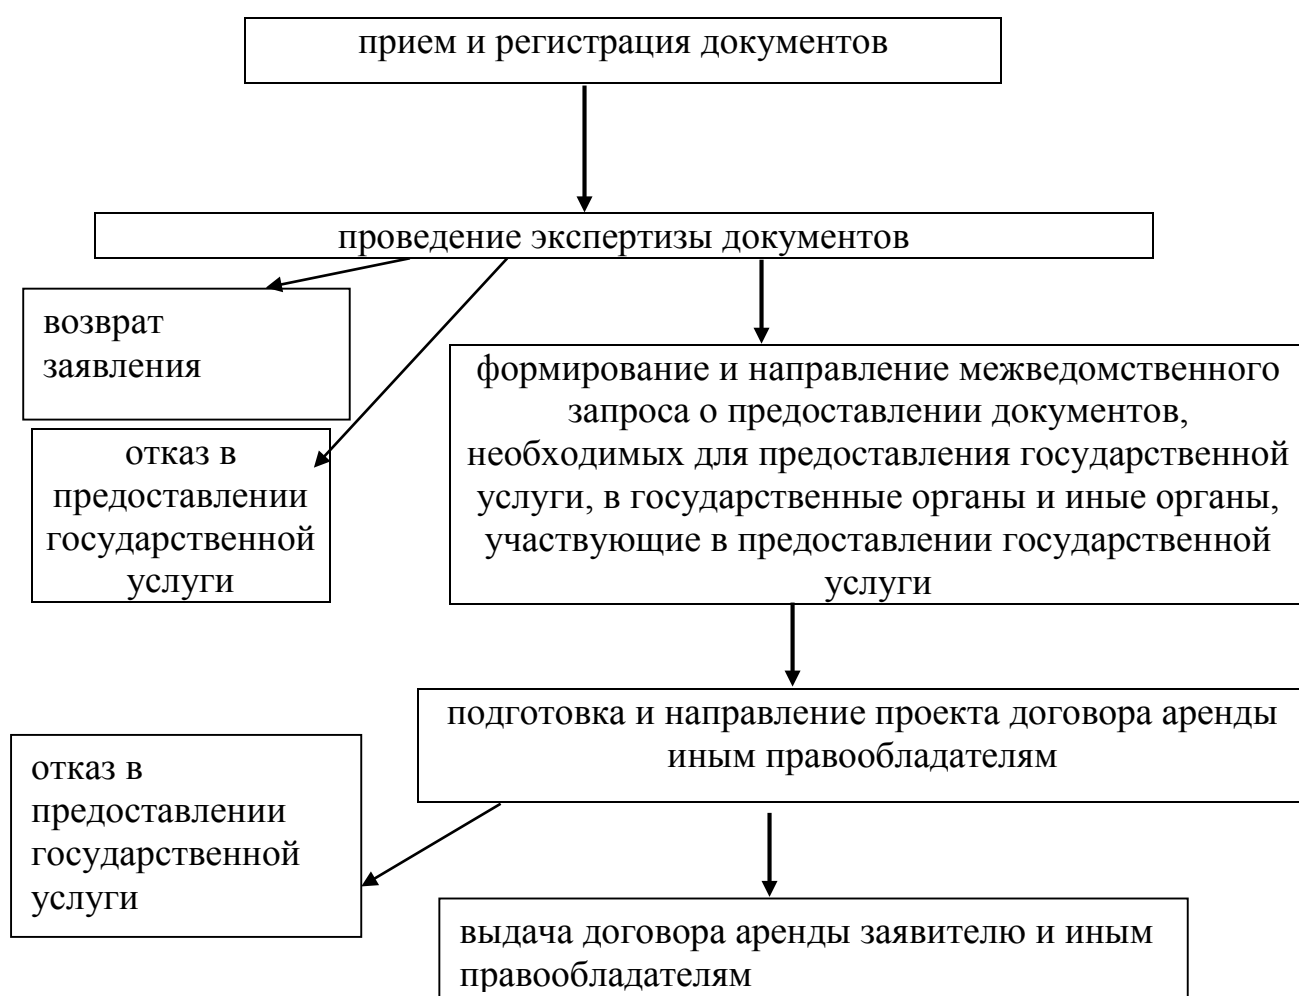 прием и регистрация документов
проведение экспертизы документов
возврат
заявления
формирование и направление межведомственного
запроса о предоставлении документов,
необходимых для предоставления государственной
услуги, в государственные органы и иные органы,
участвующие в предоставлении государственной
услуги
отказ в
предоставлении
государственной
услуги
подготовка и направление проекта договора аренды
иным правообладателям
отказ в
предоставлении
государственной
услуги
выдача договора аренды заявителю и иным
правообладателям